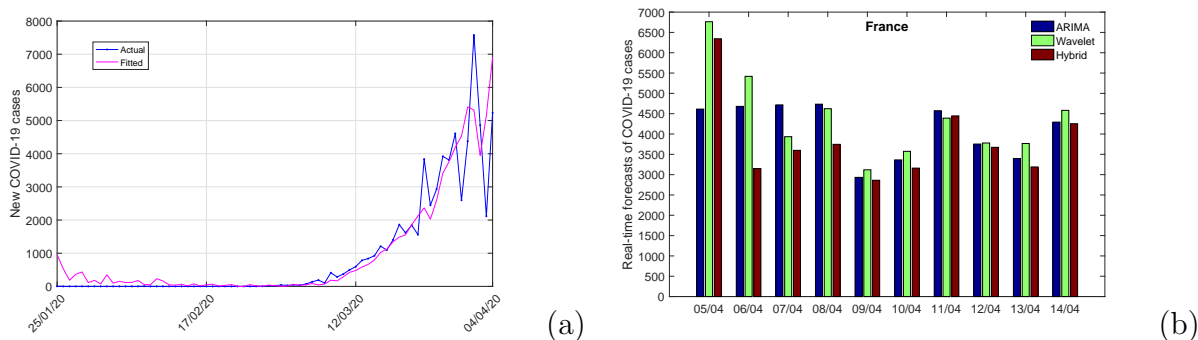 8000
7000
6000
5000
4000
3000
2000
1000
0
New COVID-19 cases
Actual
Fitted
25/01/20
17/02/20
12/03/20
04/04/20
(a)
7000
6500
6000
5500
5000
4500
4000
3500
3000
2500
2000
1500
1000
500
0
Real-time forecasts of COVID-19 cases
France
ARIMA
Wavelet
Hybrid
05/04 06/04 07/04 08/04 09/04 10/04 11/04 12/04 13/04 14/04
(b)